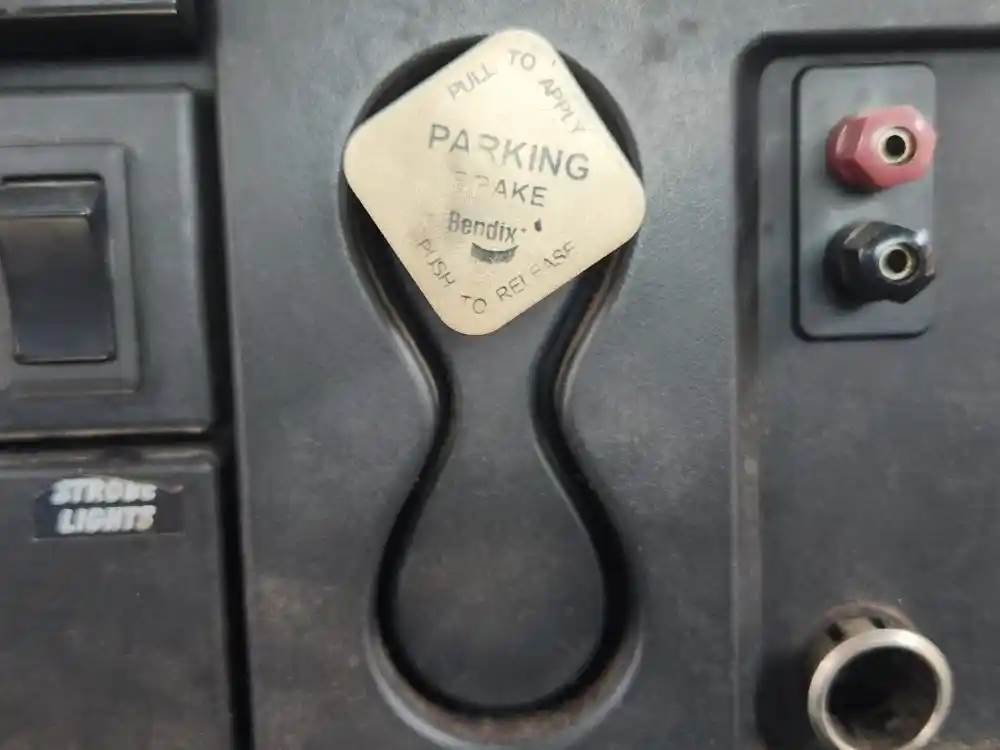 PULL TO APPLY
PARKING
BRAKE
Bendix
PUSH TO RELEASE
STROBE
LIGHTS